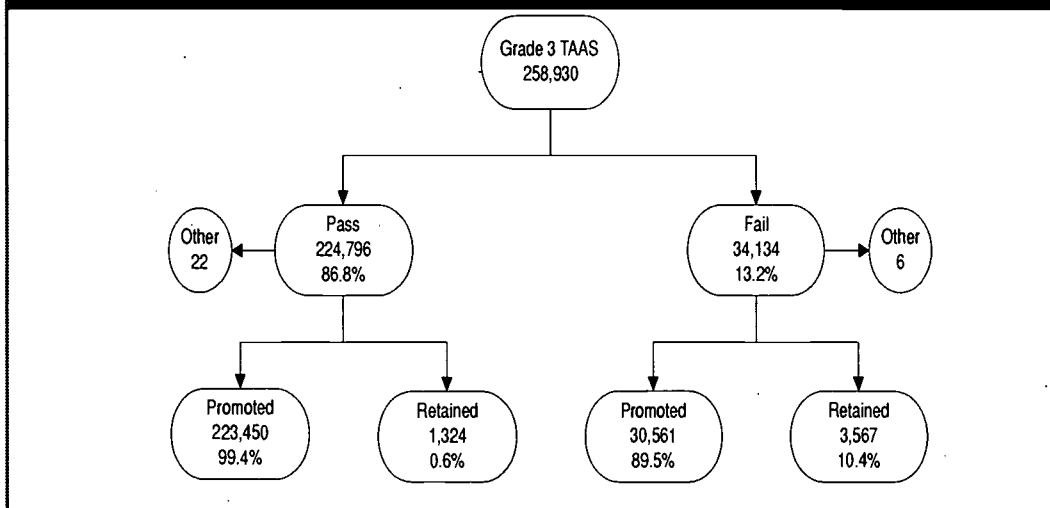 Grade 3 TAAS
258,930
Other
22
Pass
224,796
86.8%
Fail
34,134
13.2%
Other
6
Promoted
223,450
99.4%
Retained
1,324
0.6%
Promoted
30,561
89.5%
Retained
3,567
10.4%